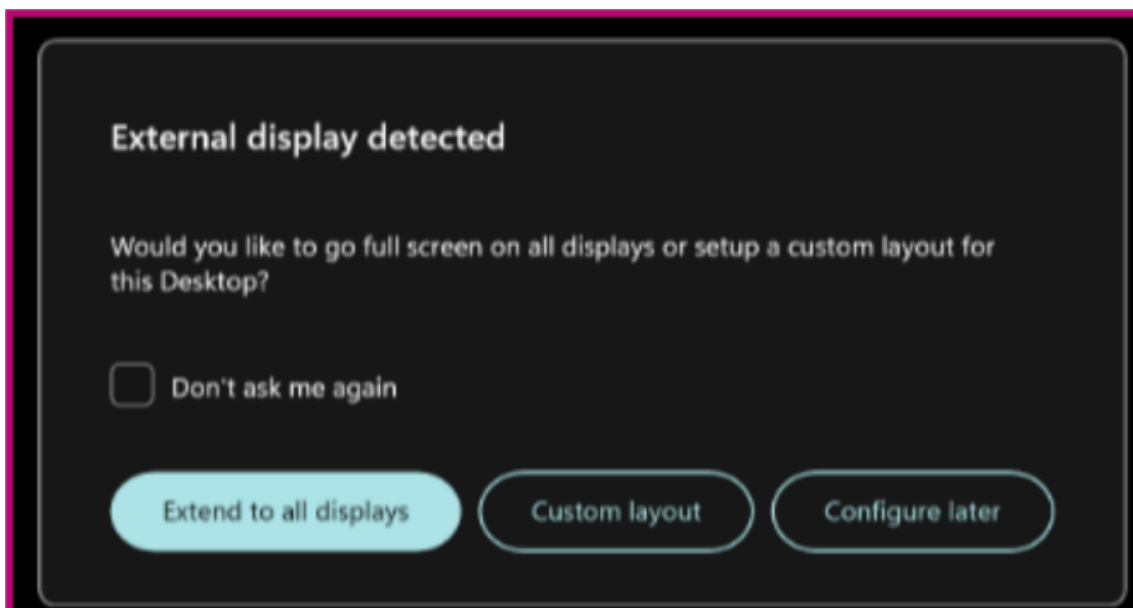 External display detected
Would you like to go full screen on all displays or setup a custom layout for
this Desktop?
Don't ask me again
Extend to all displays Custom layout Configure later